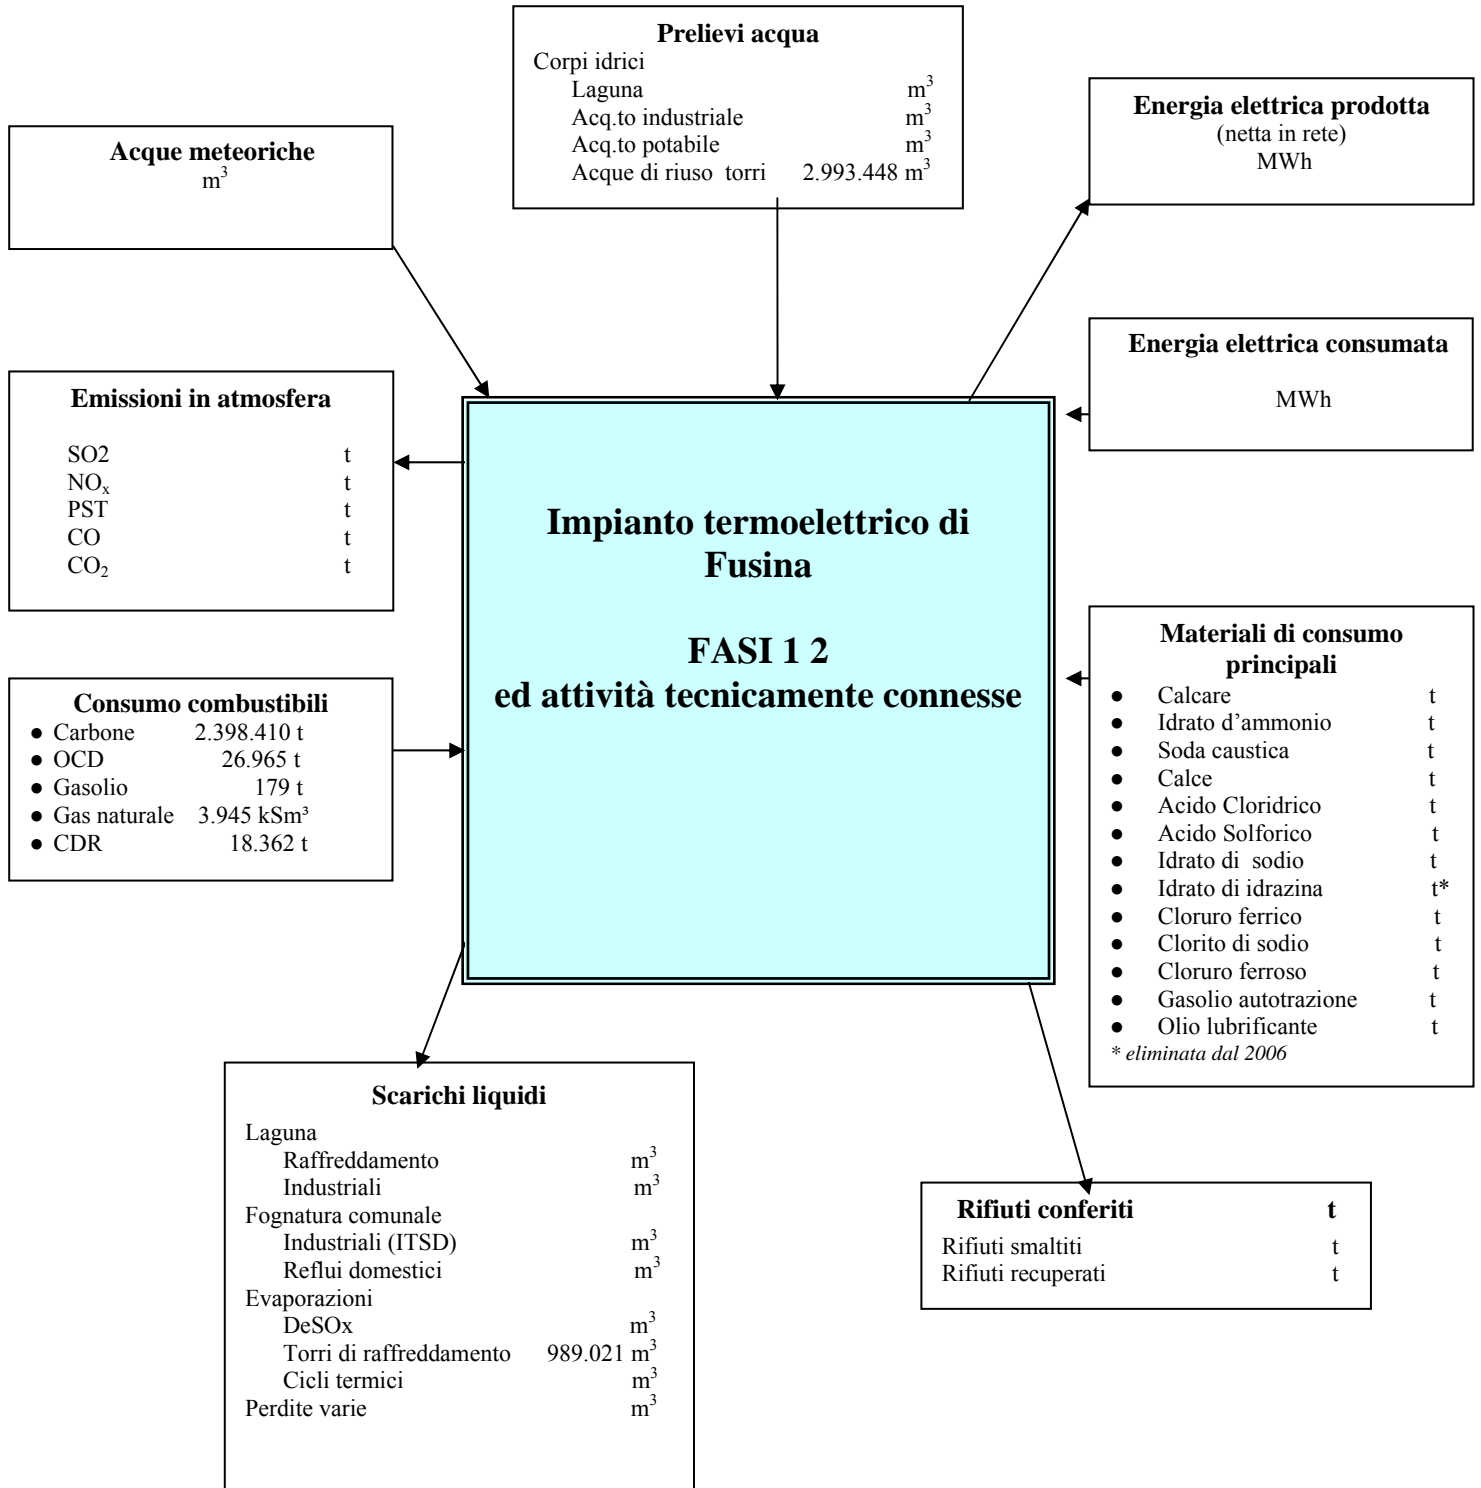 Prelievi acqua
Corpi idrici
Laguna m³
Acq.to industriale m³
Acq.to potabile m³
Acque di riuso torri 2.993.448 m³
Energia elettrica prodotta
(netta in rete)
MWh
Acque meteoriche
m³
Energia elettrica consumata
MWh
Emissioni in atmosfera
SO2 t
NOₓ t
PST t
CO t
CO₂ t
Impianto termoelettrico di
Fusina
FASI 1 2
ed attività tecnicamente connesse
Materiali di consumo
principali
● Calcare t
● Idrato d’ammonio t
● Soda caustica t
● Calce t
● Acido Cloridrico t
● Acido Solforico t
● Idrato di sodio t
● Idrato di idrazina t*
● Cloruro ferrico t
● Clorito di sodio t
● Cloruro ferroso t
● Gasolio autotrazione t
● Olio lubrificante t
* eliminata dal 2006
Consumo combustibili
● Carbone 2.398.410 t
● OCD 26.965 t
● Gasolio 179 t
● Gas naturale 3.945 kSm³
● CDR 18.362 t
Scarichi liquidi
Laguna
Raffreddamento m³
Industriali m³
Fognatura comunale
Industriali (ITSD) m³
Reflui domestici m³
Evaporazioni
DeSOx m³
Torri di raffreddamento 989.021 m³
Cicli termici m³
Perdite varie m³
Rifiuti conferiti t
Rifiuti smaltiti t
Rifiuti recuperati t